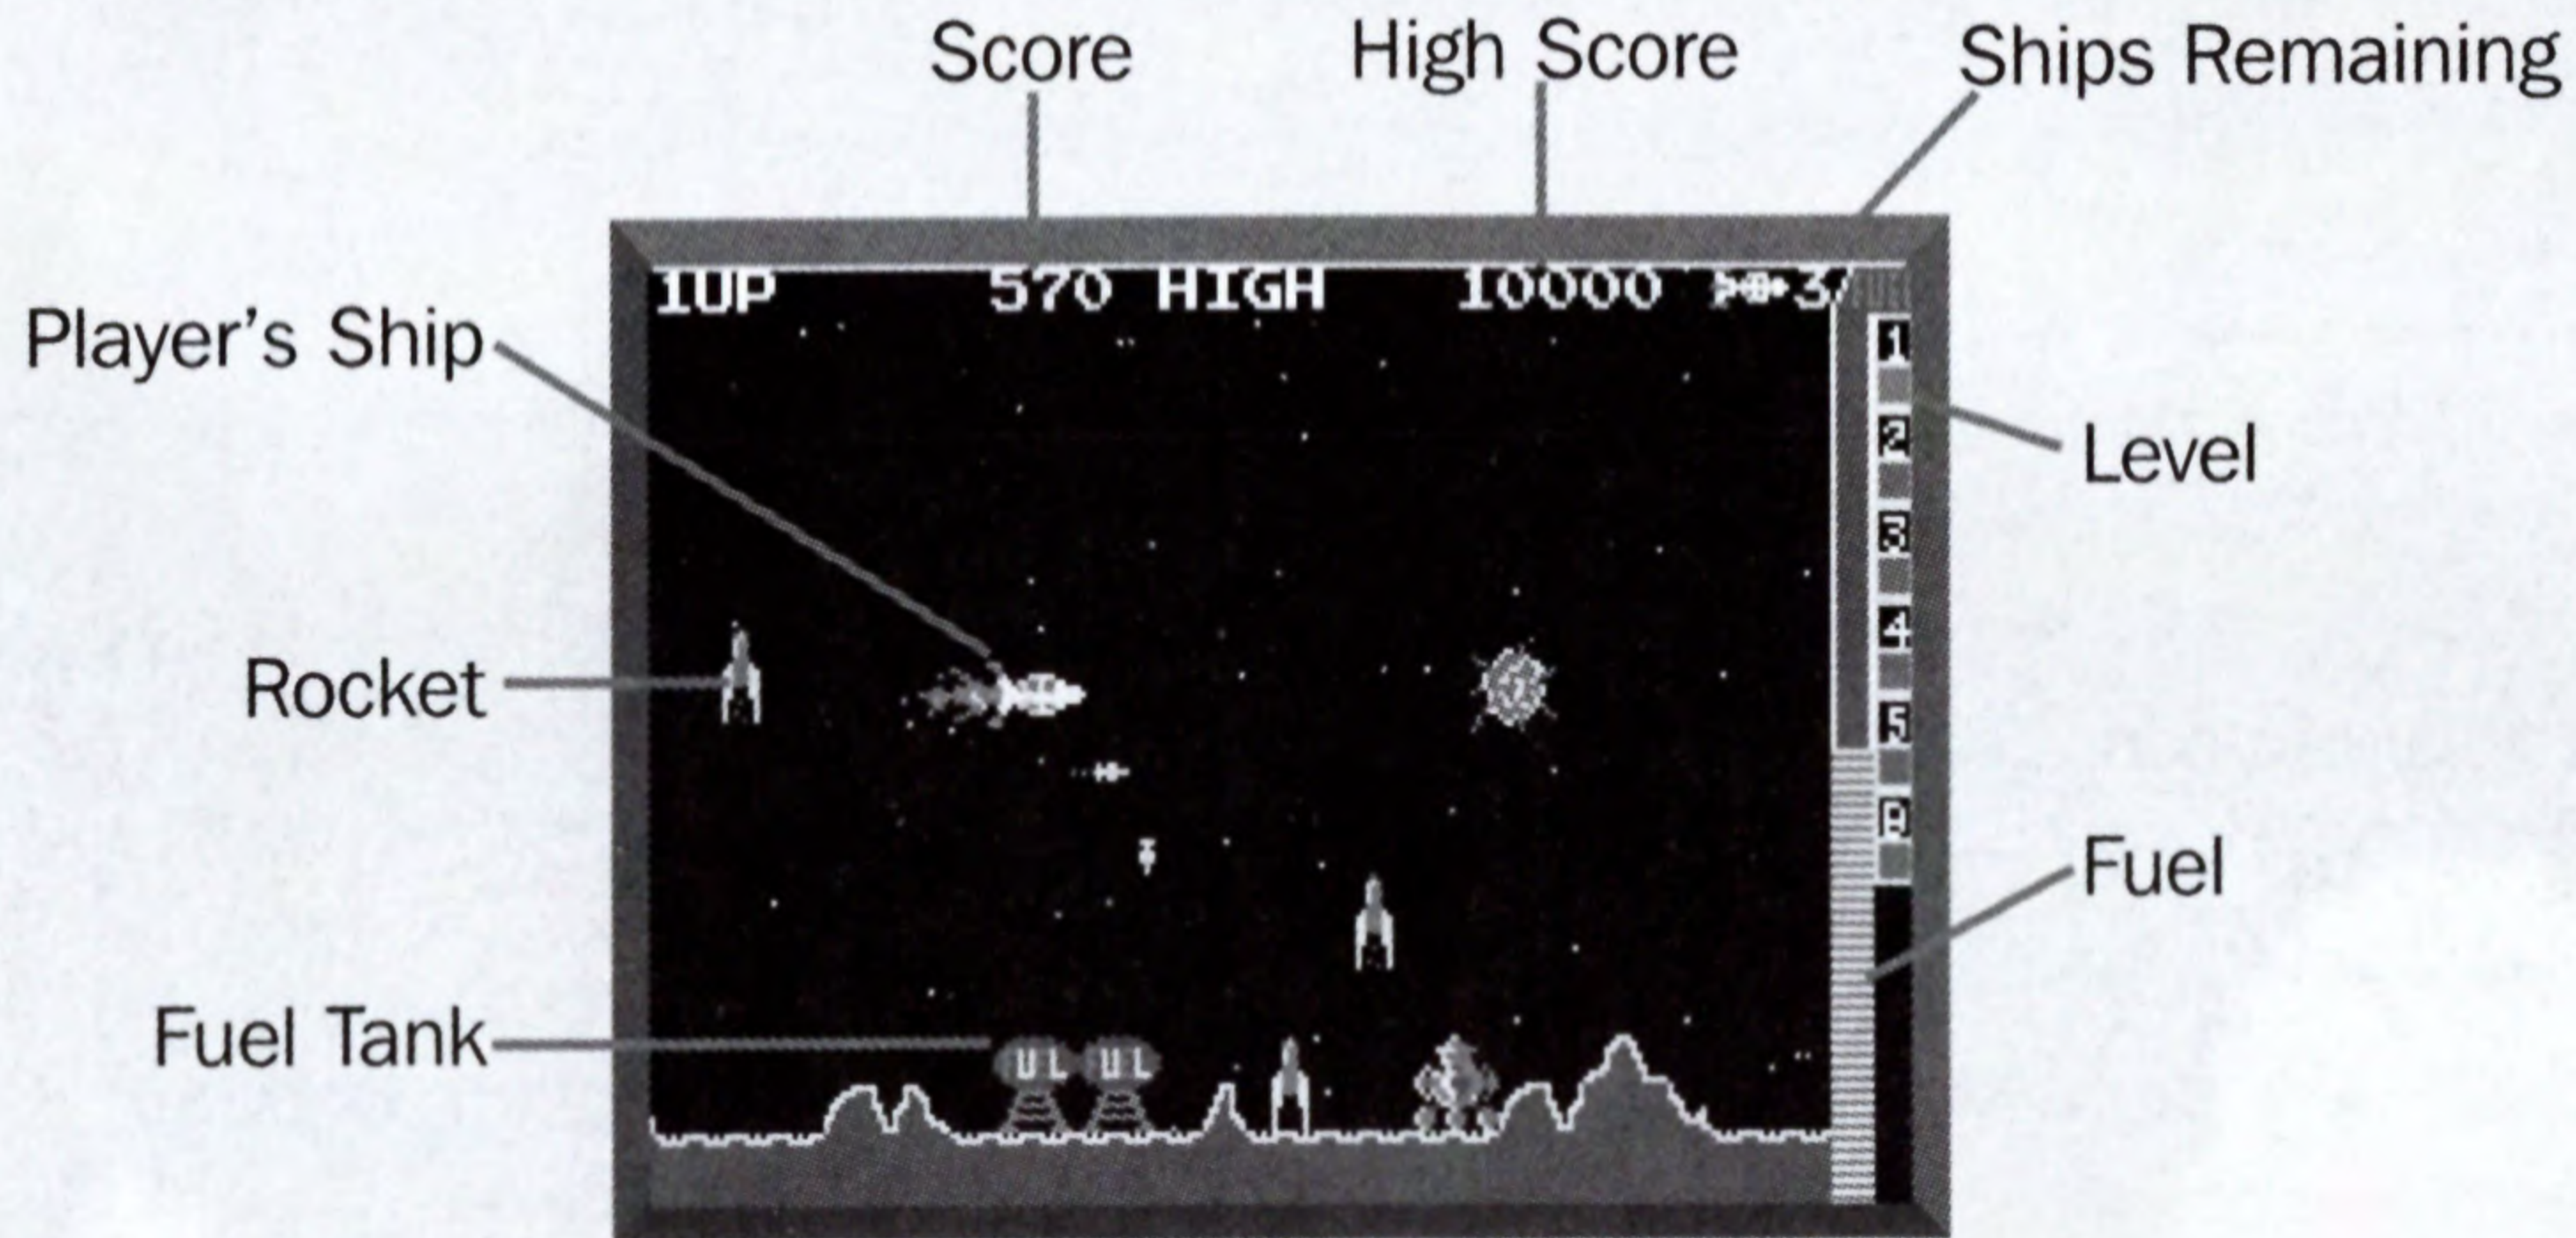 Score
High Score
Ships Remaining
1UP 570 HIGH 10000 3
Player's Ship
1
Level
2
3
4
Rocket
5
Fuel
Fuel Tank
UL UL